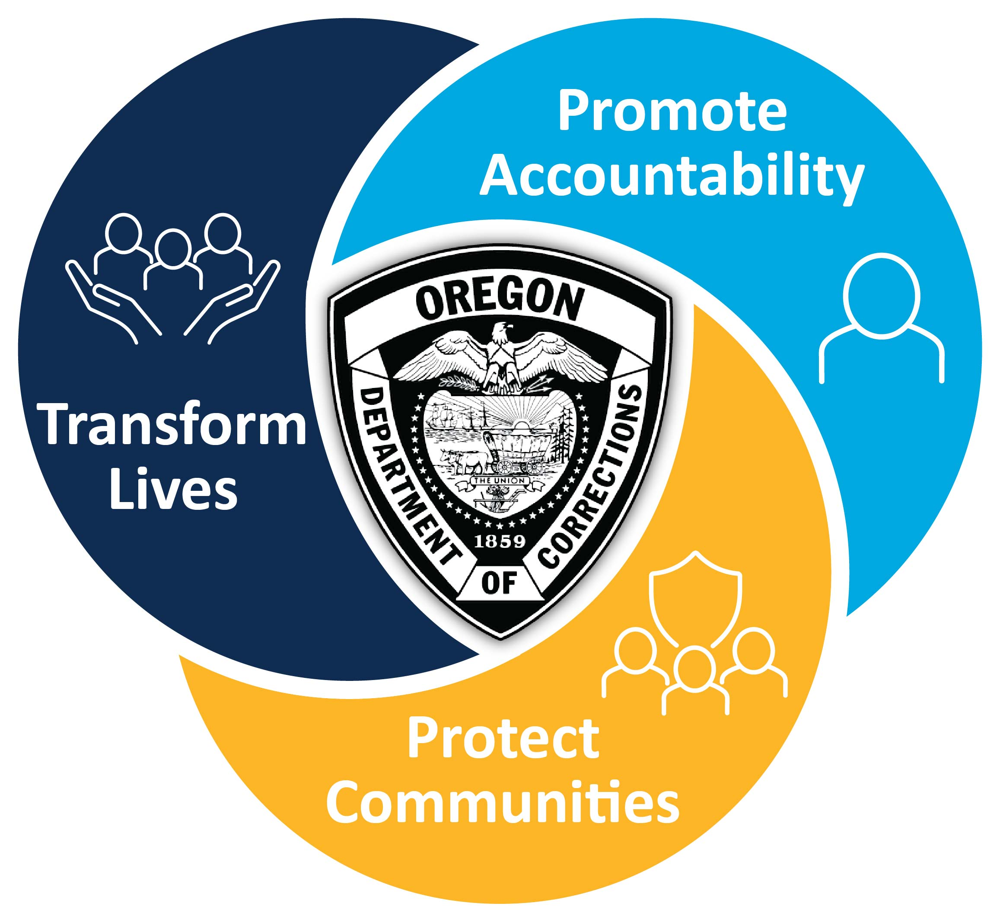 Promote
Accountability
Transform
Lives
OREGON
DEPARTMENT
OF
CORRECTIONS
THE UNION
1859
Protect
Communities